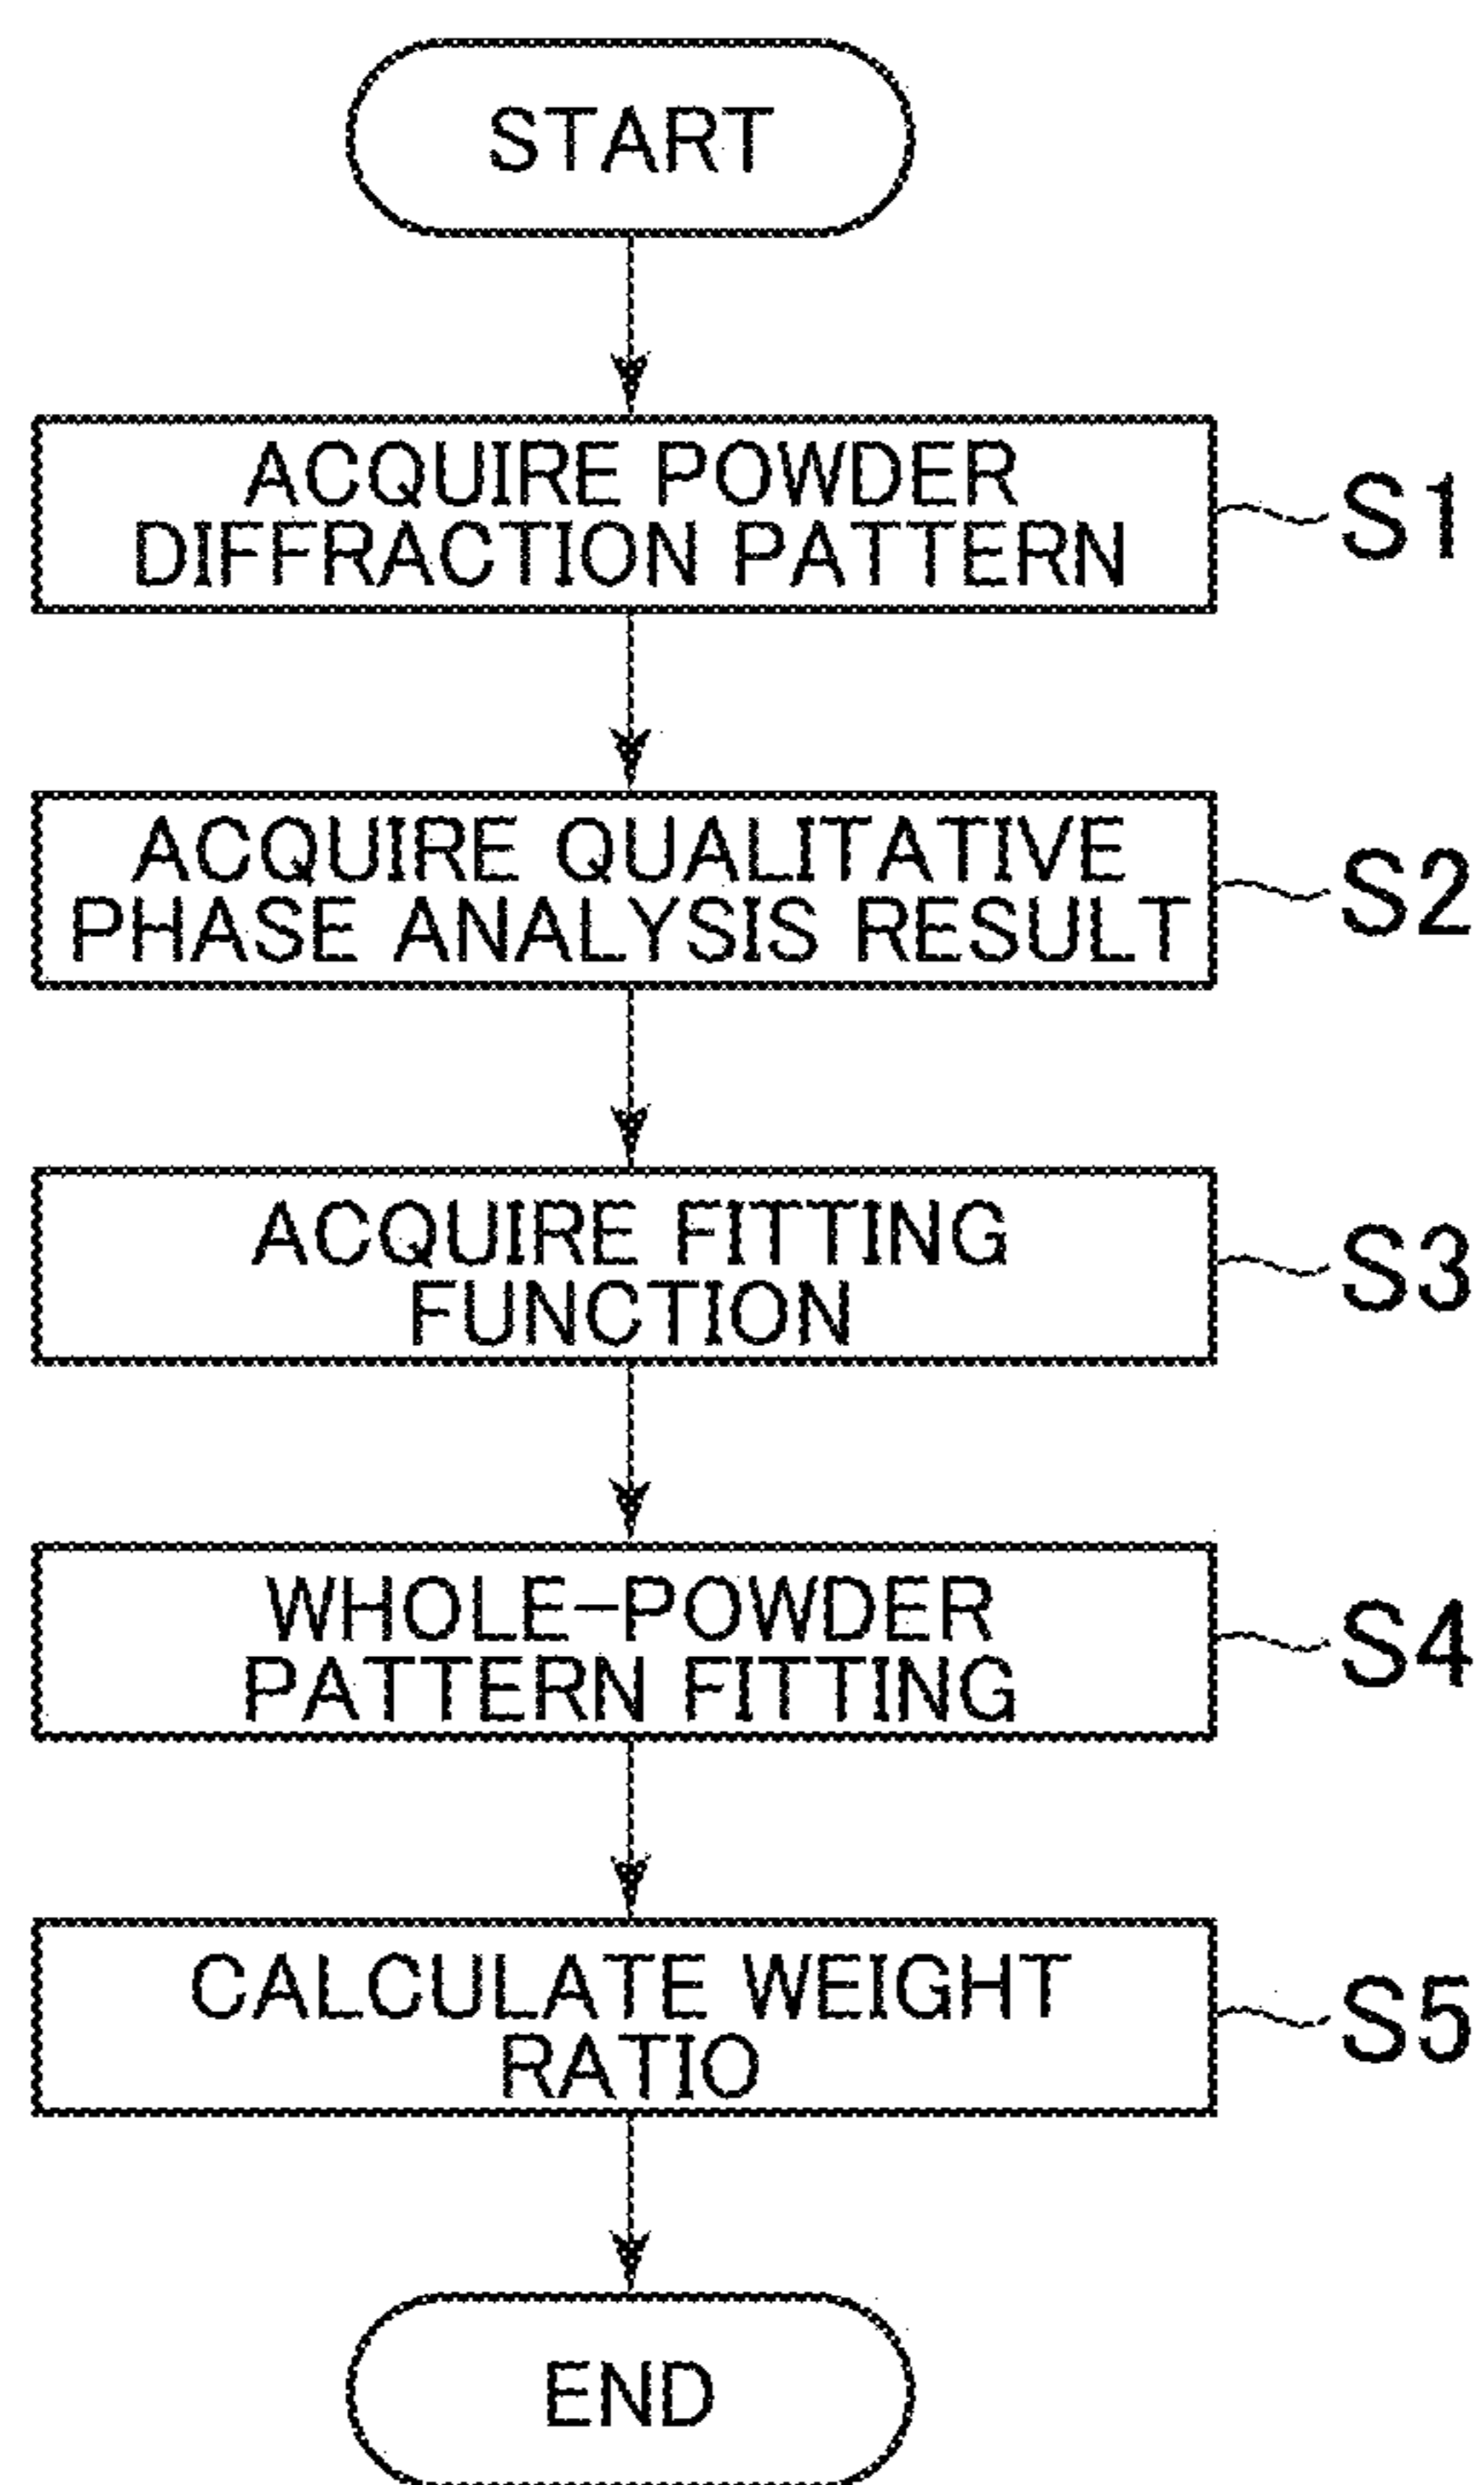 START
ACQUIRE POWDER
DIFFRACTION PATTERN
S1
ACQUIRE QUALITATIVE
PHASE ANALYSIS RESULT
S2
ACQUIRE FITTING
FUNCTION
S3
WHOLE-POWDER
PATTERN FITTING
S4
CALCULATE WEIGHT
RATIO
S5
END